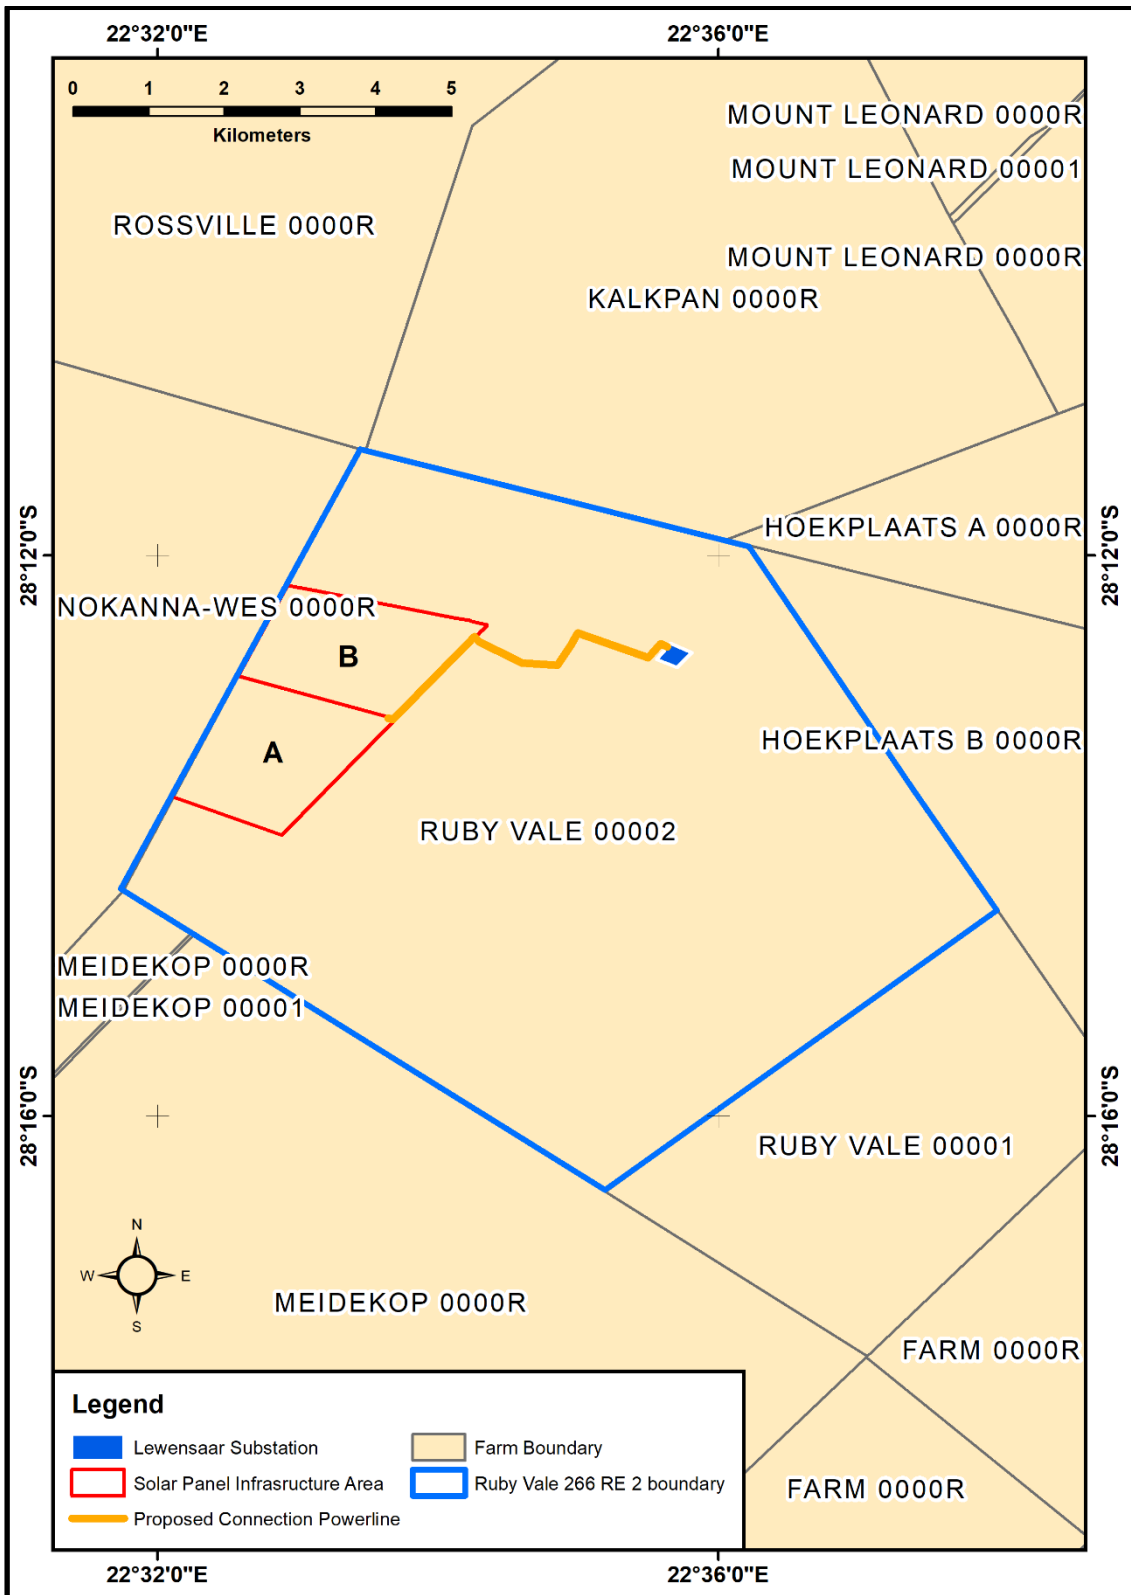 22°32'0"E 22°36'0"E
0 1 2 3 4 5
Kilometers
MOUNT LEONARD 0000R
MOUNT LEONARD 00001
ROSSVILLE 0000R
MOUNT LEONARD 0000R
KALKPAN 0000R
HOEKPLAATS A 0000R
28°12'0"S 28°12'0"S
NOKANNA-WES 0000R
B
HOEKPLAATS B 0000R
A
RUBY VALE 00002
MEIDEKOP 0000R
MEIDEKOP 00001
28°16'0"S 28°16'0"S
RUBY VALE 00001
N
W E
S
MEIDEKOP 0000R
FARM 0000R
FARM 0000R
Legend
Lewensaar Substation
Solar Panel Infrasructure Area
Proposed Connection Powerline
Farm Boundary
Ruby Vale 266 RE 2 boundary
22°32'0"E 22°36'0"E